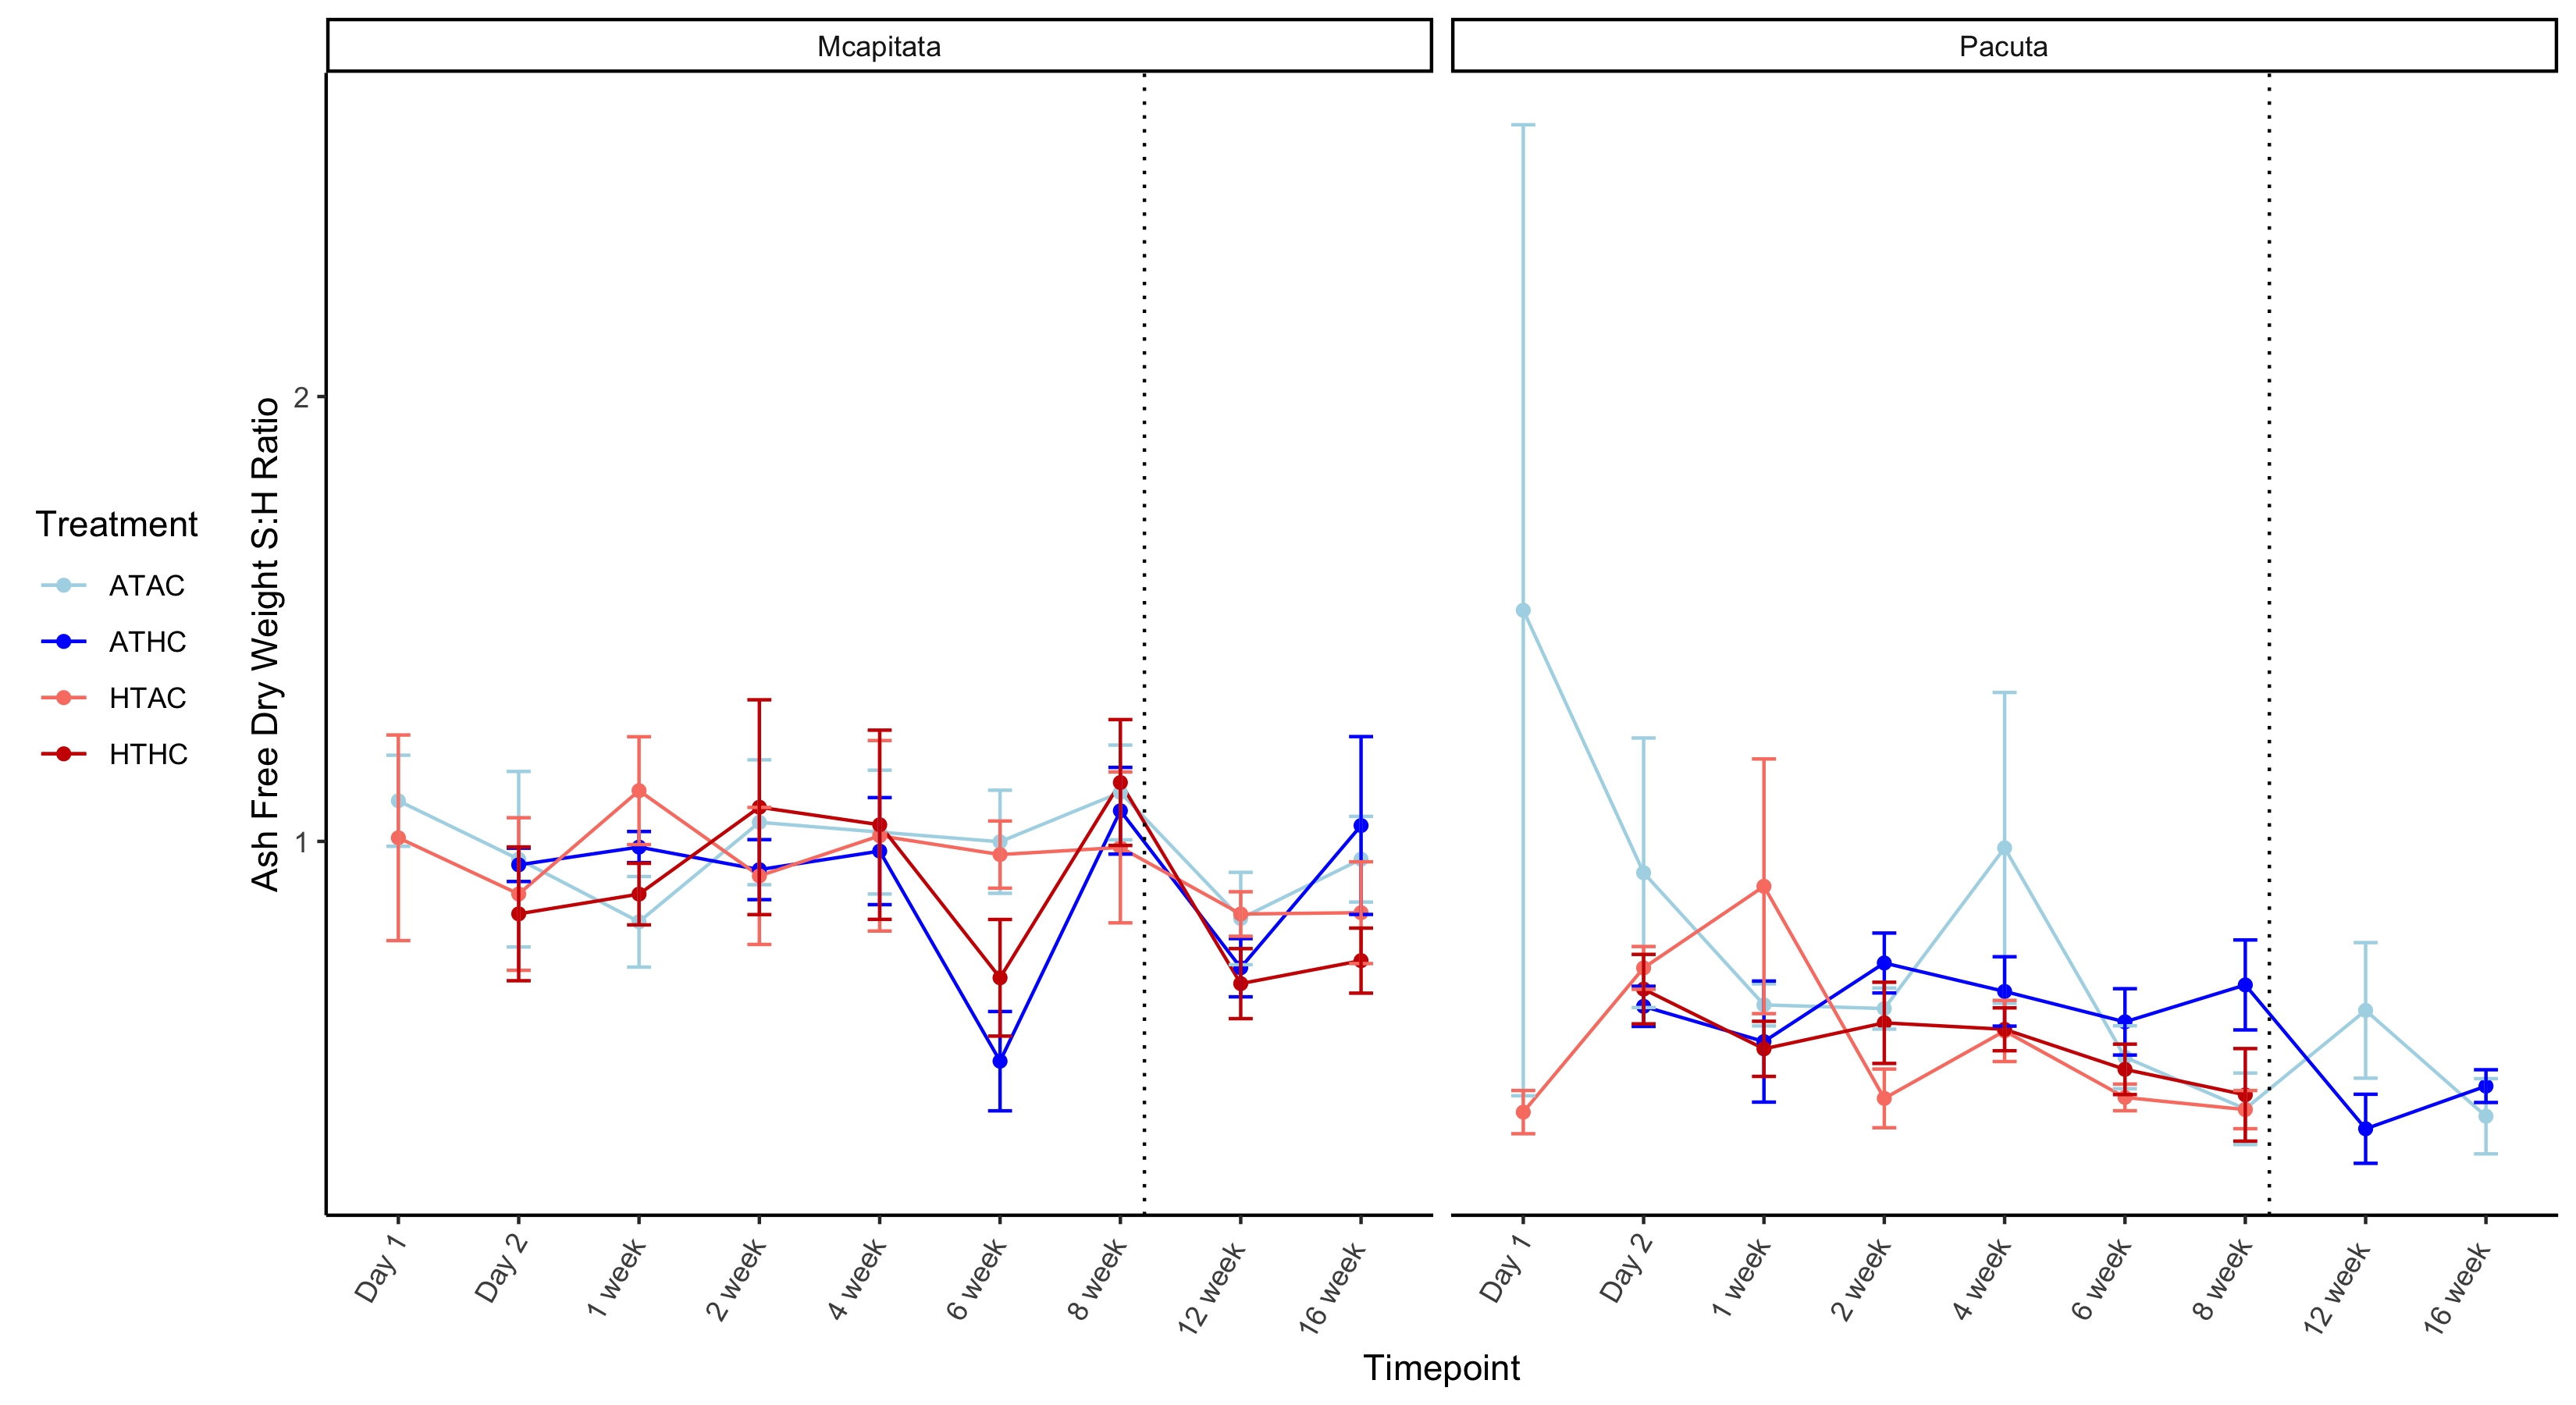 Mcapitata
Pacuta
Ash Free Dry Weight S:H Ratio
2
1
Treatment
ATAC
ATHC
HTAC
HTHC
Day 1
Day 2
1 week
2 week
4 week
6 week
8 week
12 week
16 week
Day 1
Day 2
1 week
2 week
4 week
6 week
8 week
12 week
16 week
Timepoint